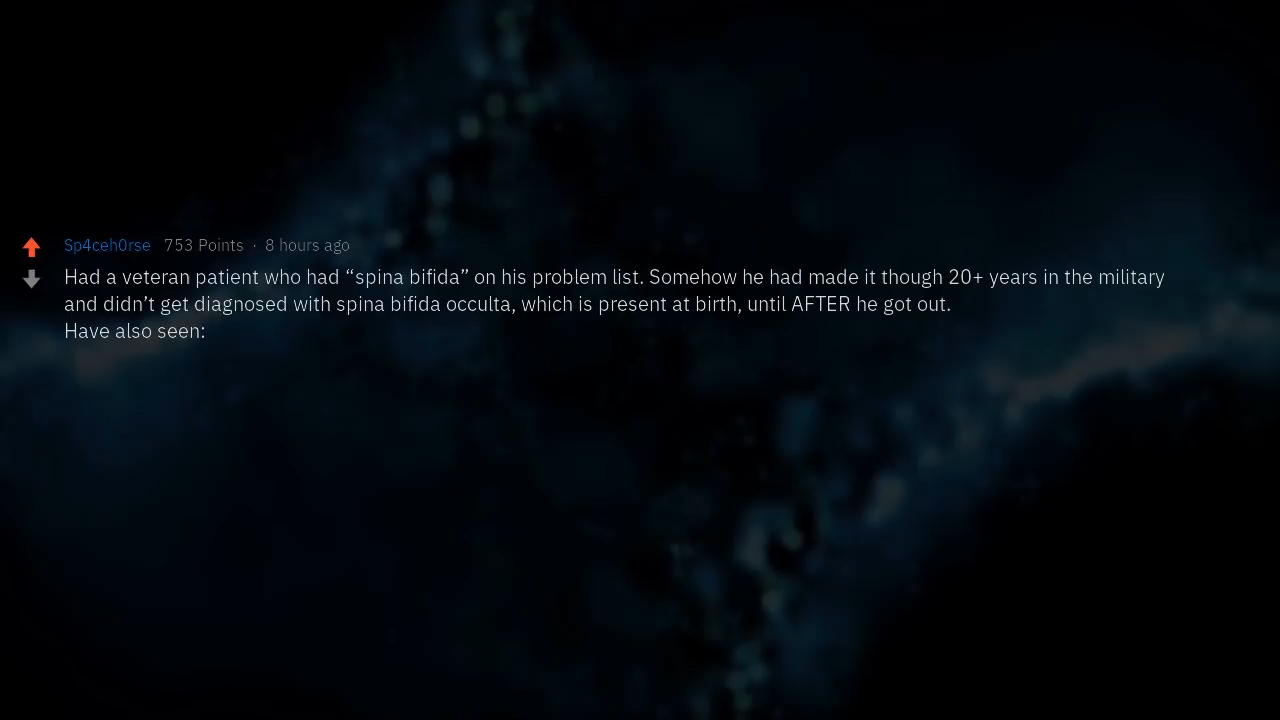 Sp4ceh0rse 753 Points · 8 hours ago
Had a veteran patient who had “spina bifida” on his problem list. Somehow he had made it though 20+ years in the military
and didn’t get diagnosed with spina bifida occulta, which is present at birth, until AFTER he got out.
Have also seen: